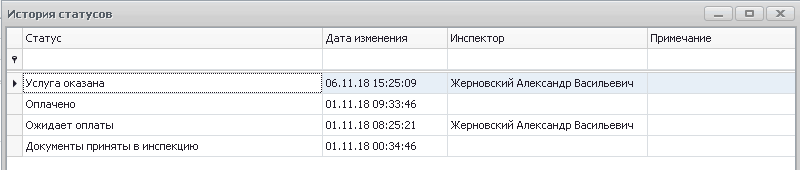 История статусов
Статус Дата изменения Инспектор Примечание
Услуга оказана 06.11.18 15:25:09 Жерновский Александр Васильевич
Оплачено 01.11.18 09:33:46
Ожидает оплаты 01.11.18 08:25:21 Жерновский Александр Васильевич
Документы приняты в инспекцию 01.11.18 00:34:46